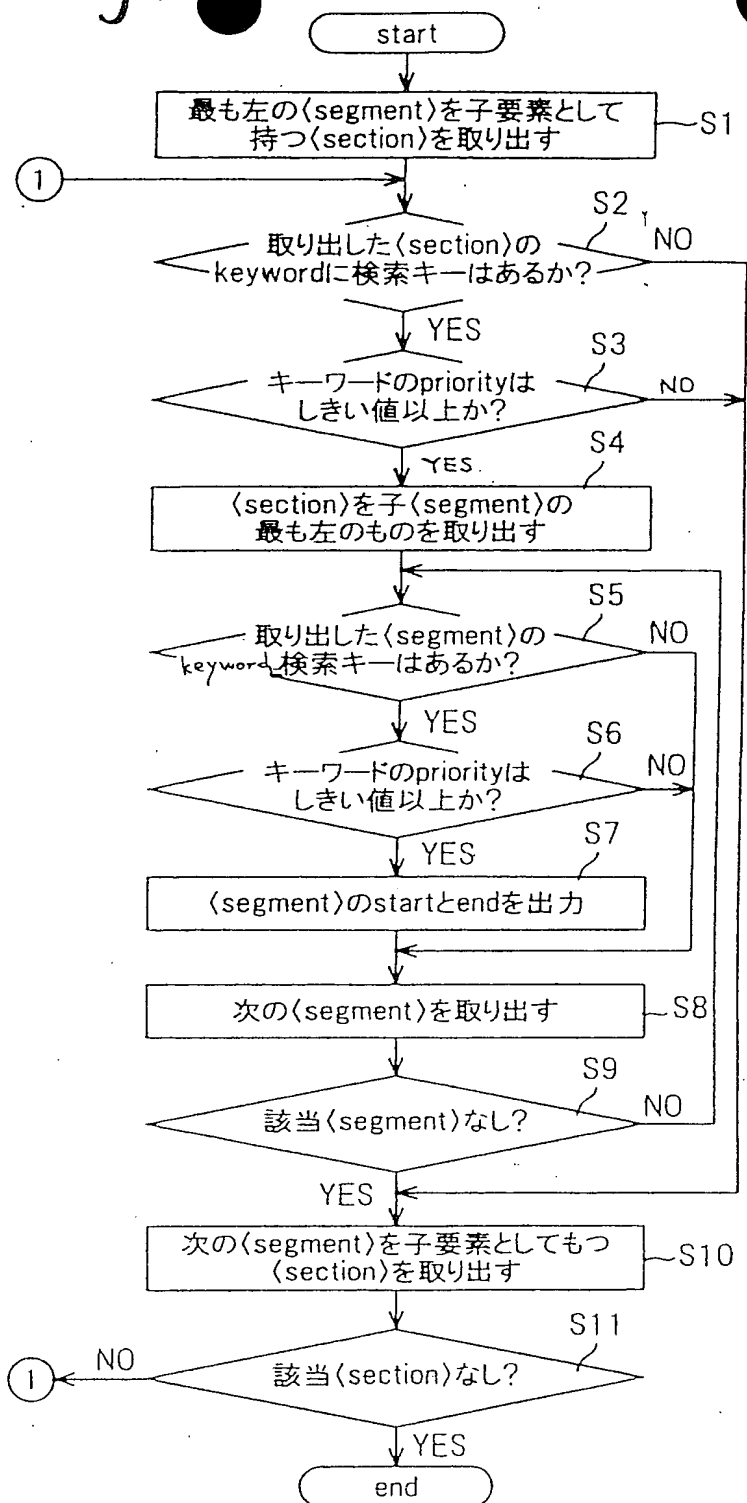 start
最も左の〈segment〉を子要素として
持つ〈section〉を取り出す
S1
1
S2
取り出した〈section〉の
keywordに検索キーはあるか?
NO
YES
S3
キーワードのpriorityは
しきい値以上か?
NO
YES
S4
〈section〉を子〈segment〉の
最も左のものを取り出す
S5
取り出した〈segment〉の
keywordに検索キーはあるか?
NO
YES
S6
キーワードのpriorityは
しきい値以上か?
NO
YES
S7
〈segment〉のstartとendを出力
次の〈segment〉を取り出す
S8
S9
該当〈segment〉なし?
NO
YES
次の〈segment〉を子要素としてもつ
〈section〉を取り出す
S10
S11
該当〈section〉なし?
NO
1
YES
end